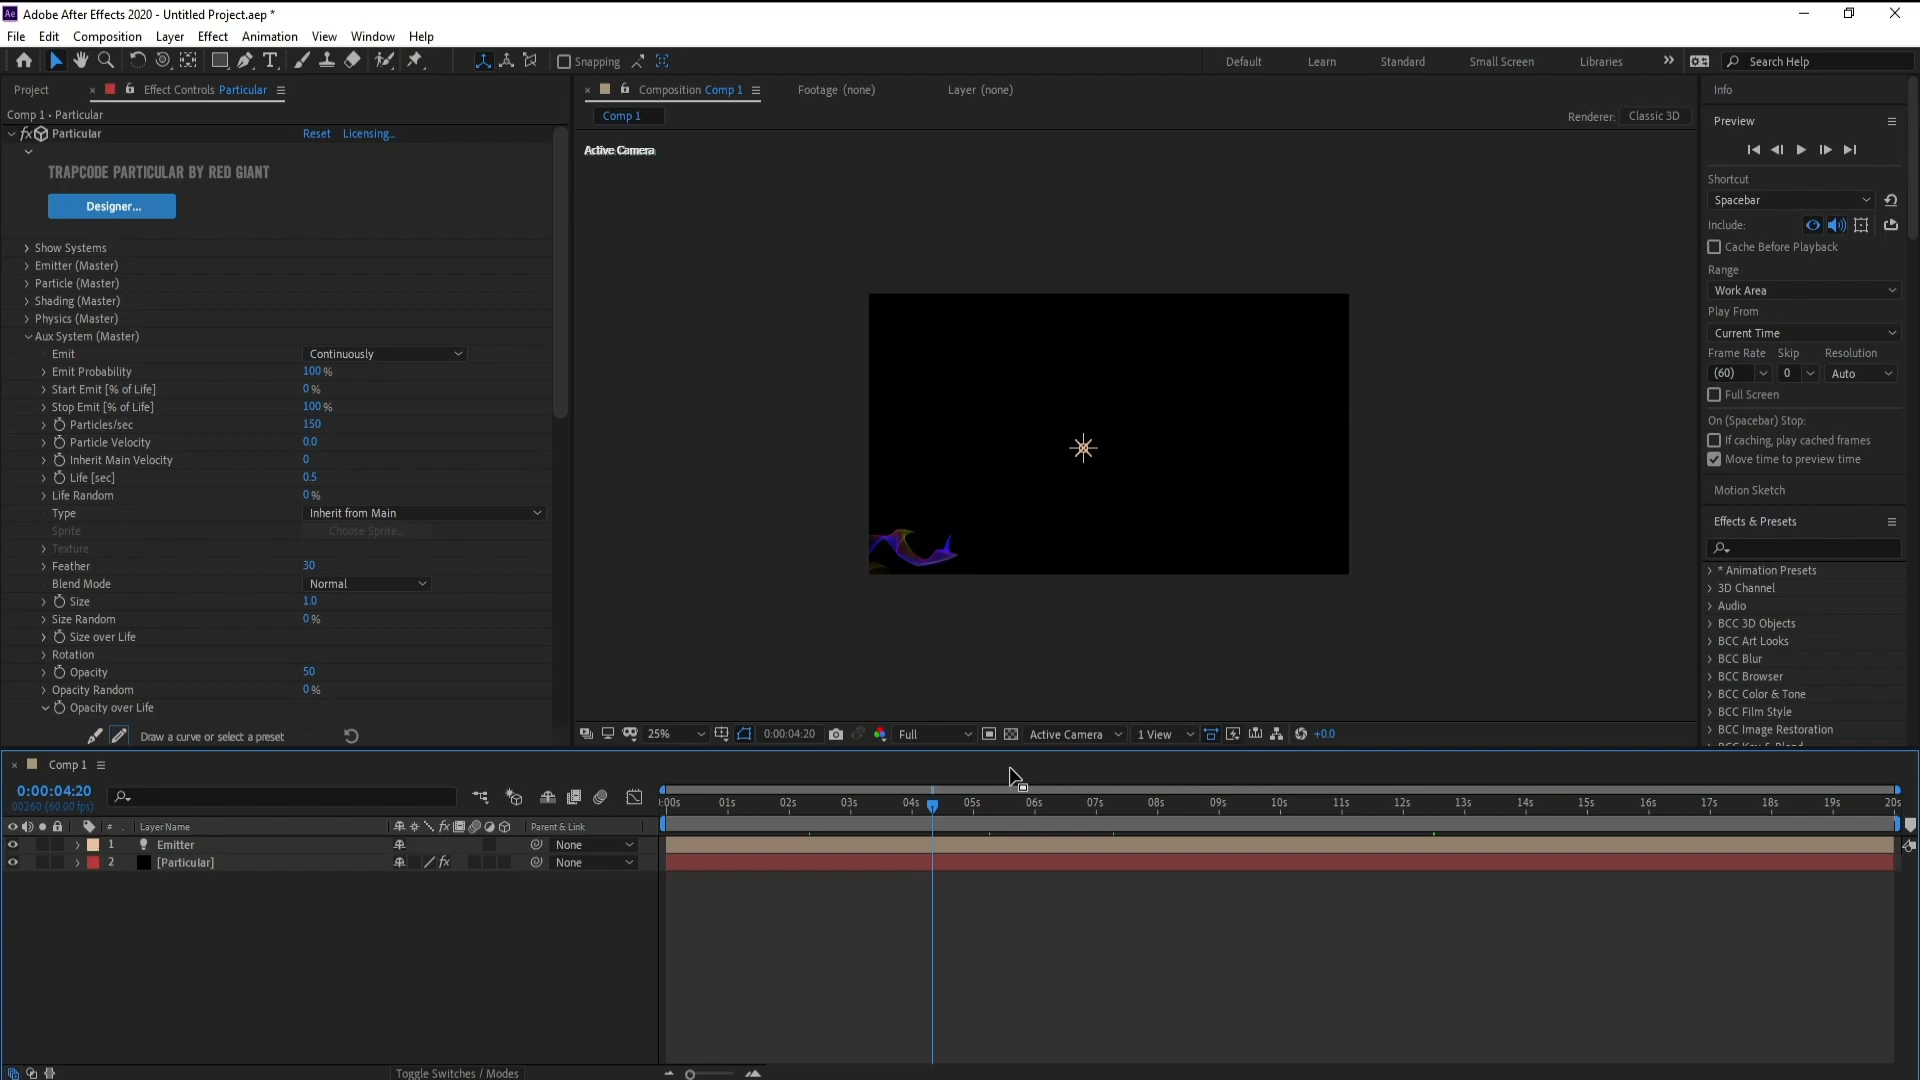 Adobe After Effects 2020 - Untitled Project.aep *
File Edit Composition Layer Effect Animation View Window Help
Snapping Default Learn Standard Small Screen Libraries Search Help
Project Effect Controls Particular
Composition Comp 1 Footage (none) Layer (none)
Comp 1 • Particular
Comp 1 Renderer: Classic 3D
fx Particular Reset Licensing...
Active Camera
TRAPCODE PARTICULAR BY RED GIANT
Designer...
Show Systems
Emitter (Master)
Particle (Master)
Shading (Master)
Physics (Master)
Aux System (Master)
Emit Continuously
Emit Probability 100 %
Start Emit [% of Life] 0 %
Stop Emit [% of Life] 100 %
Particles/sec 150
Particle Velocity 0.0
Inherit Main Velocity 0
Life [sec] 0.5
Life Random 0 %
Type Inherit from Main
Sprite Choose Sprite...
Texture
Feather 30
Blend Mode Normal
Size 1.0
Size Random 0 %
Size over Life
Rotation
Opacity 50
Opacity Random 0 %
Opacity over Life
Draw a curve or select a preset
25% 0:00:04:20 Full Active Camera 1 View +0.0
Info
Preview
Shortcut
Spacebar
Include:
Cache Before Playback
Range
Work Area
Play From
Current Time
Frame Rate Skip Resolution
(60) 0 Auto
Full Screen
On (Spacebar) Stop:
If caching, play cached frames
Move time to preview time
Motion Sketch
Effects & Presets
* Animation Presets
3D Channel
Audio
BCC 3D Objects
BCC Art Looks
BCC Blur
BCC Browser
BCC Color & Tone
BCC Film Style
BCC Image Restoration
Comp 1
0:00:04:20
00260 (60.00 fps)
:00s 01s 02s 03s 04s 05s 06s 07s 08s 09s 10s 11s 12s 13s 14s 15s 16s 17s 18s 19s 20s
# Layer Name fx Parent & Link
1 Emitter None
2 [Particular] fx None
Toggle Switches / Modes